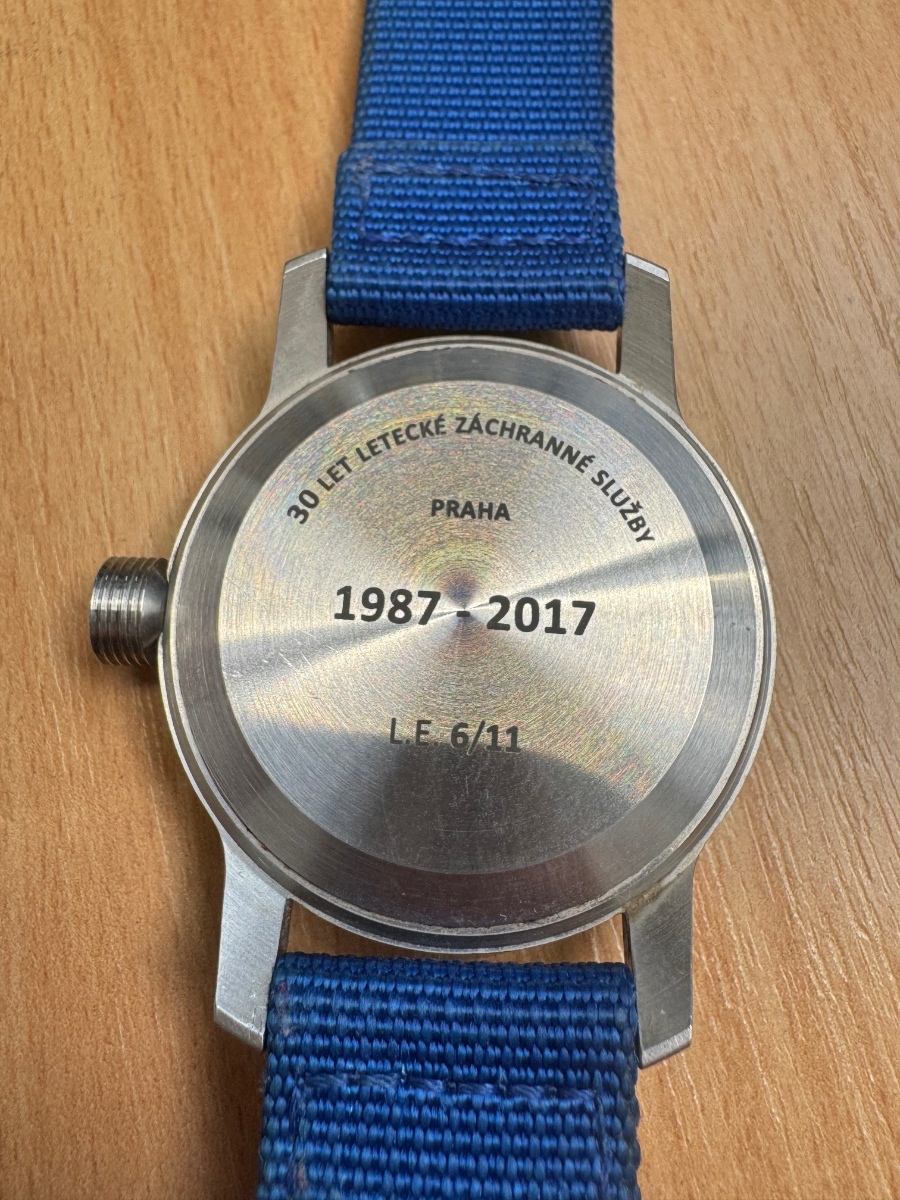 30 LET LETECKÉ ZÁCHRANNÉ SLUŽBY
PRAHA
1987 - 2017
L.E. 6/11